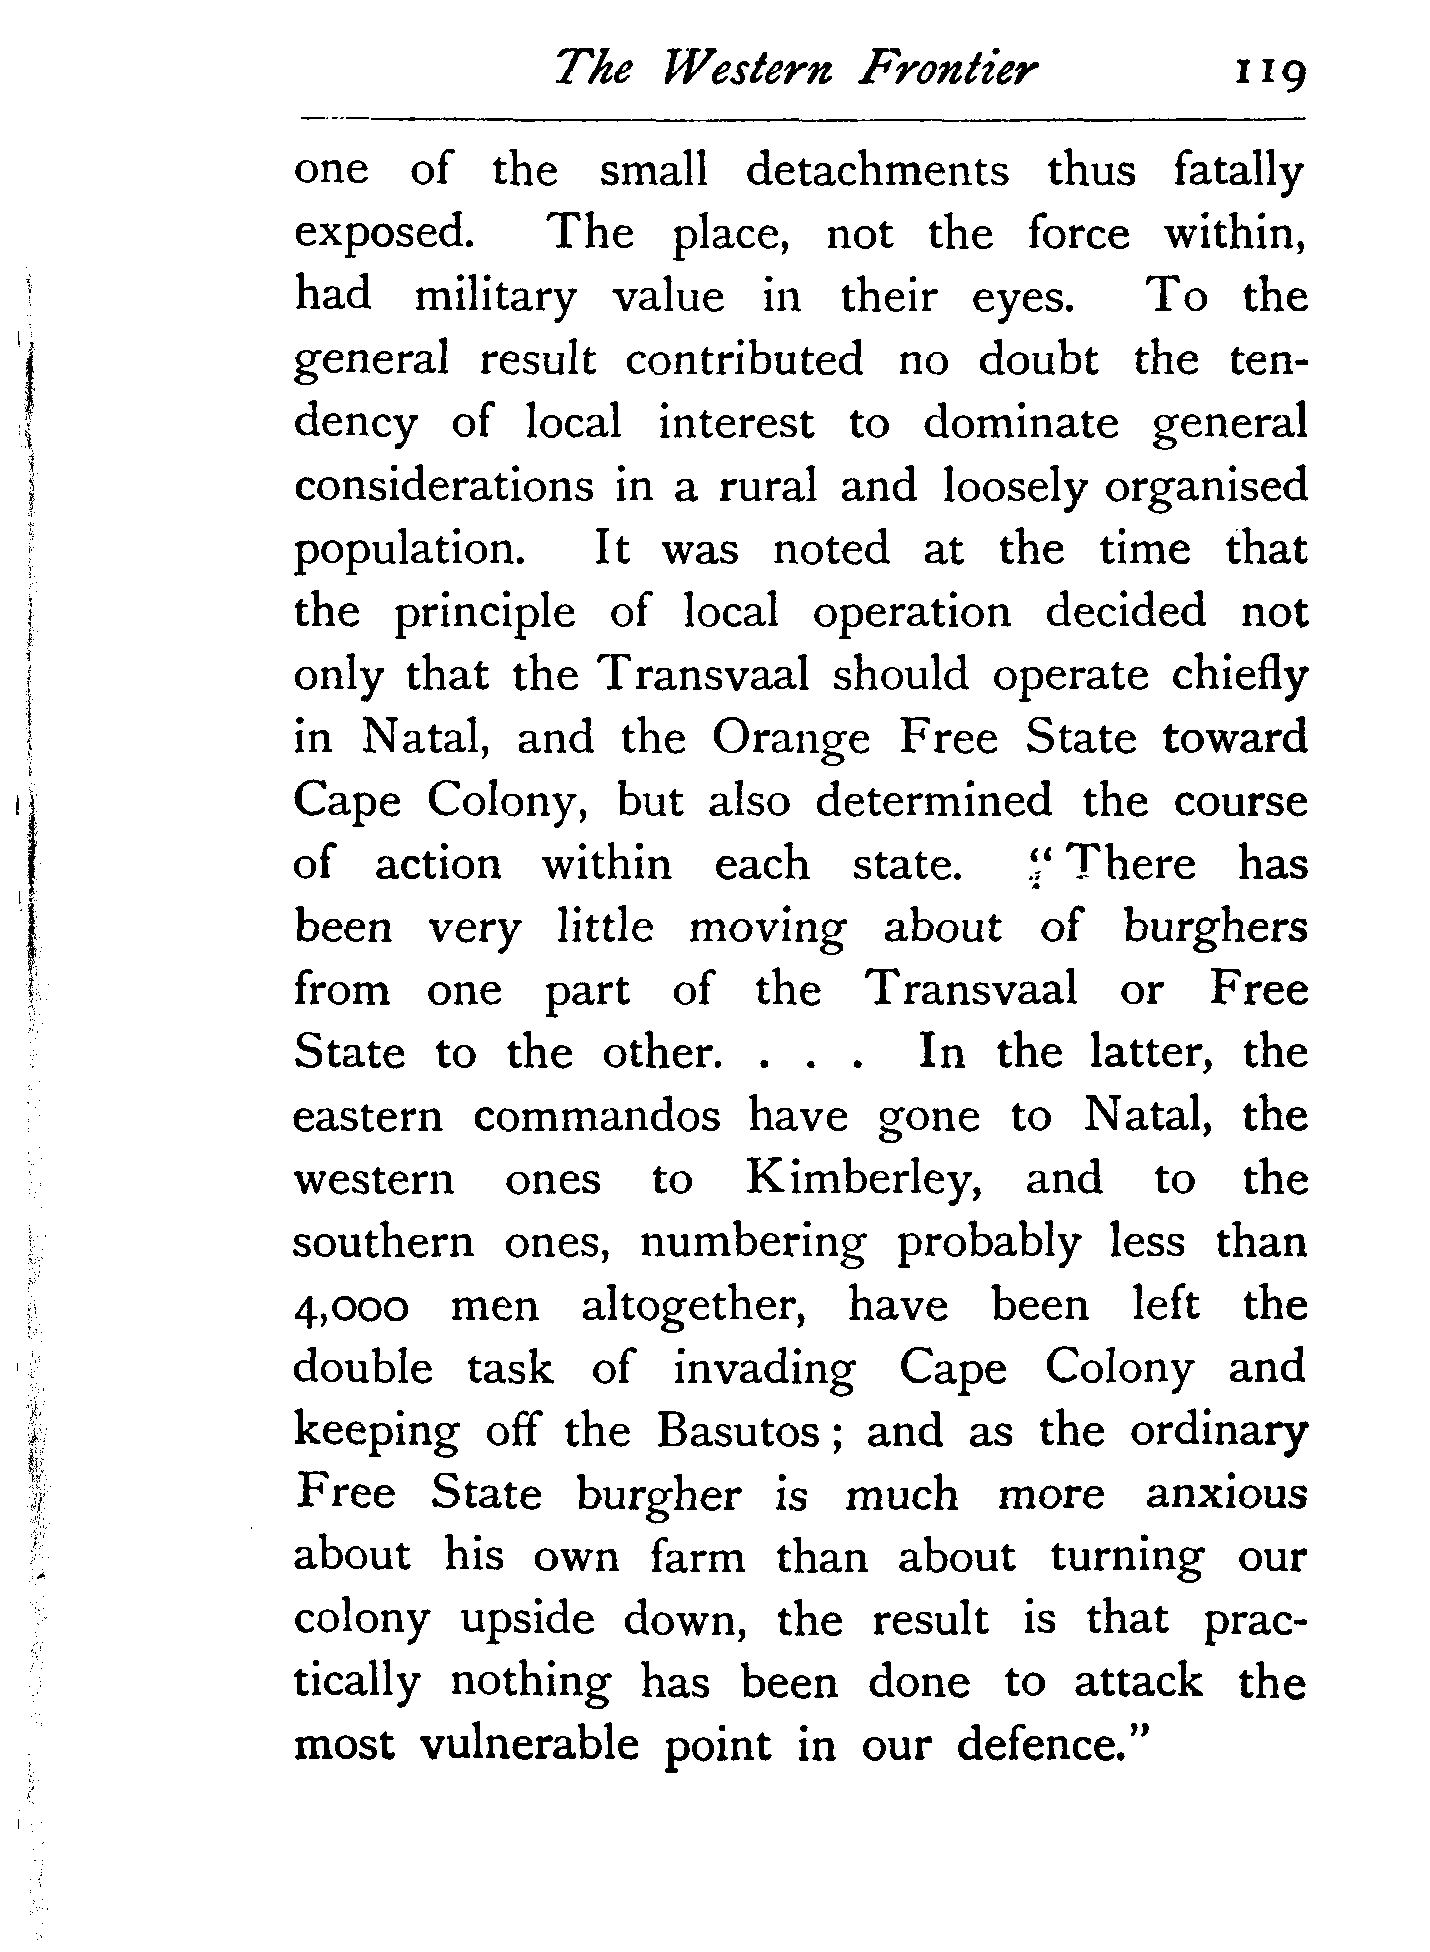 The Western Frontier 119
one of the small detachments thus fatally
exposed. The place, not the force within,
had military value in their eyes. To the
general result contributed no doubt the ten-
dency of local interest to dominate general
considerations in a rural and loosely organised
population. It was noted at the time that
the principle of local operation decided not
only that the Transvaal should operate chiefly
in Natal, and the Orange Free State toward
Cape Colony, but also determined the course
of action within each state. “There has
been very little moving about of burghers
from one part of the Transvaal or Free
State to the other. . . . In the latter, the
eastern commandos have gone to Natal, the
western ones to Kimberley, and to the
southern ones, numbering probably less than
4,000 men altogether, have been left the
double task of invading Cape Colony and
keeping off the Basutos; and as the ordinary
Free State burgher is much more anxious
about his own farm than about turning our
colony upside down, the result is that prac-
tically nothing has been done to attack the
most vulnerable point in our defence.”